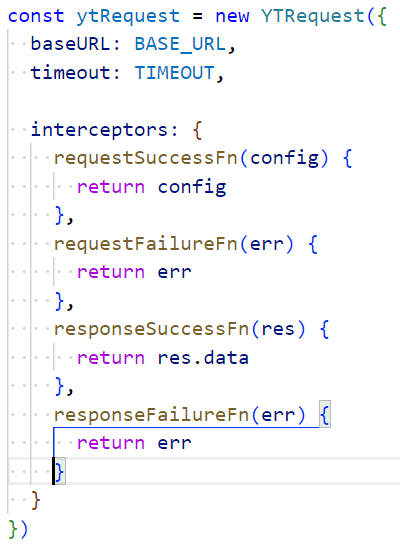 const ytRequest = new YTRequest({
  baseURL: BASE_URL,
  timeout: TIMEOUT,

  interceptors: {
    requestSuccessFn(config) {
      return config
    },
    requestFailureFn(err) {
      return err
    },
    responseSuccessFn(res) {
      return res.data
    },
    responseFailureFn(err) {
      return err
    }
  }
})